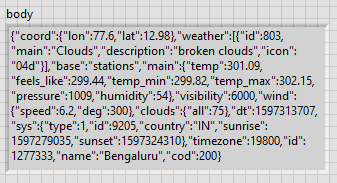 body
{"coord":{"lon":77.6,"lat":12.98},"weather":[{"id":803,
"main":"Clouds","description":"broken clouds","icon":
"04d"}],"base":"stations","main":{"temp":301.09,
"feels_like":299.44,"temp_min":299.82,"temp_max":302.15,
"pressure":1009,"humidity":54},"visibility":6000,"wind":
{"speed":6.2,"deg":300},"clouds":{"all":75},"dt":1597313707,
"sys":{"type":1,"id":9205,"country":"IN","sunrise":
1597279035,"sunset":1597324310},"timezone":19800,"id":
1277333,"name":"Bengaluru","cod":200}